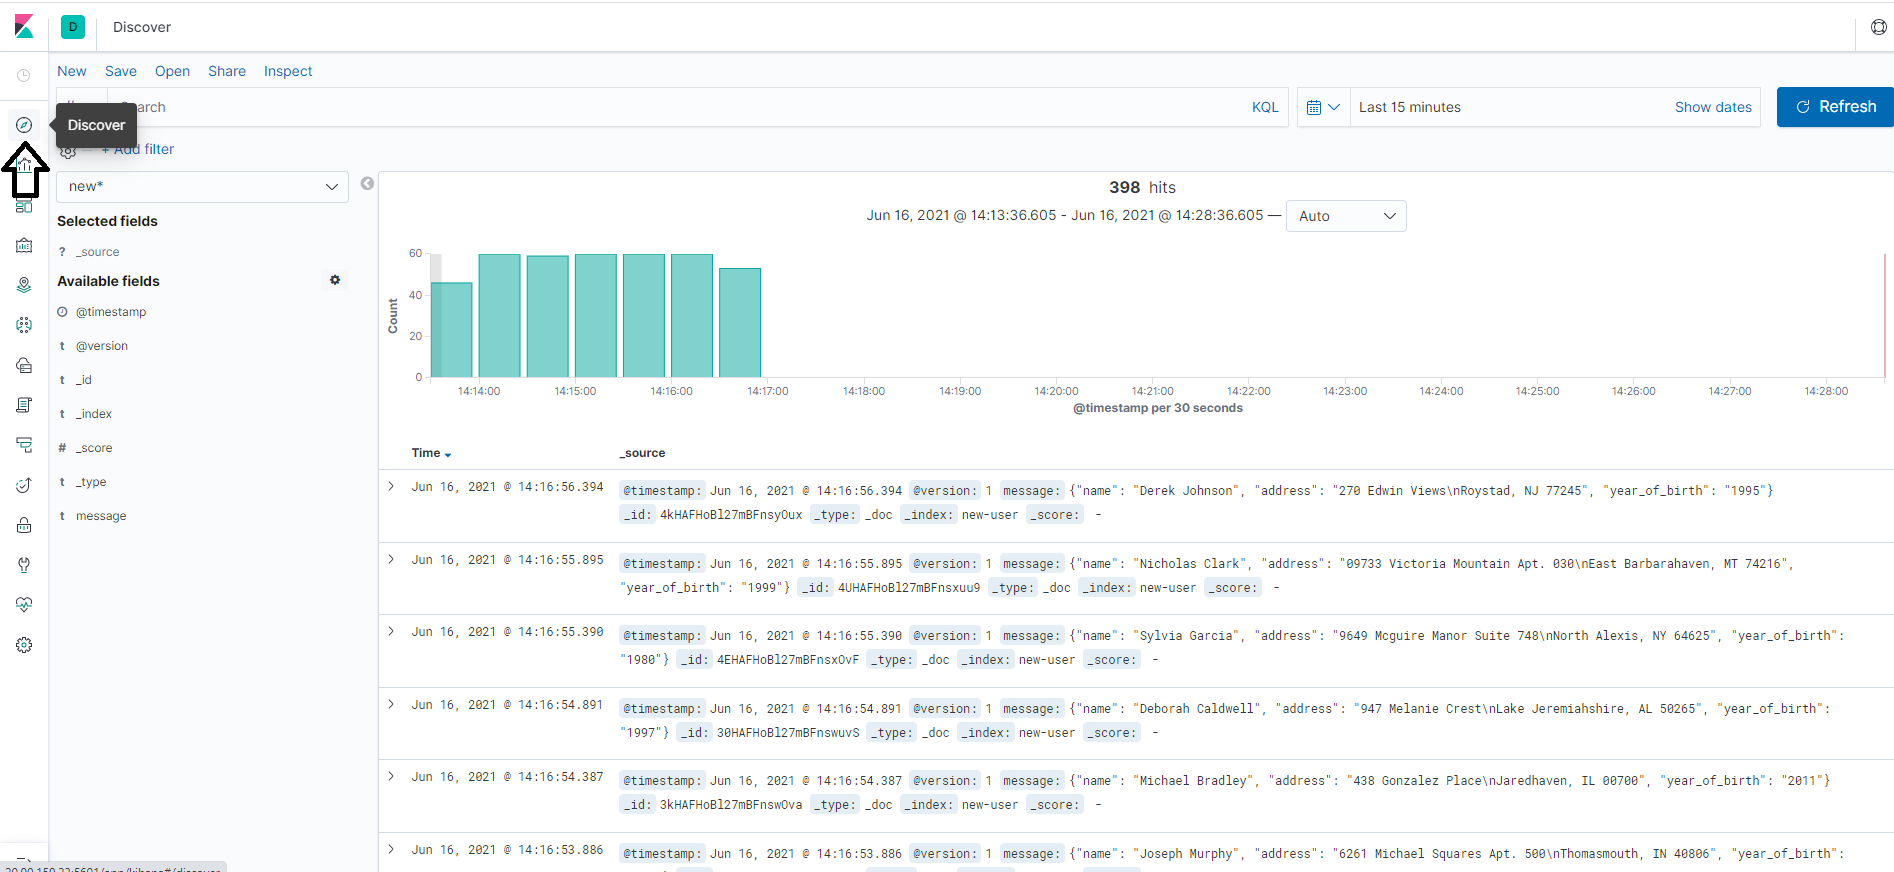 D Discover
New Save Open Share Inspect
Search KQL Last 15 minutes Show dates Refresh
Discover
+ Add filter
new*
Selected fields
? _source
Available fields
@timestamp
t @version
t _id
t _index
# _score
t _type
t message
398 hits
Jun 16, 2021 @ 14:13:36.605 - Jun 16, 2021 @ 14:28:36.605 — Auto
Count
60
40
20
0
14:14:00 14:15:00 14:16:00 14:17:00 14:18:00 14:19:00 14:20:00 14:21:00 14:22:00 14:23:00 14:24:00 14:25:00 14:26:00 14:27:00 14:28:00
@timestamp per 30 seconds
Time _source
Jun 16, 2021 @ 14:16:56.394 @timestamp: Jun 16, 2021 @ 14:16:56.394 @version: 1 message: {"name": "Derek Johnson", "address": "270 Edwin Views\nRoystad, NJ 77245", "year_of_birth": "1995"}
_id: 4kHAFHoBl27mBFnsyOux _type: _doc _index: new-user _score: -
Jun 16, 2021 @ 14:16:55.895 @timestamp: Jun 16, 2021 @ 14:16:55.895 @version: 1 message: {"name": "Nicholas Clark", "address": "09733 Victoria Mountain Apt. 030\nEast Barbarahaven, MT 74216",
"year_of_birth": "1999"} _id: 4UHAFHoBl27mBFnsxuu9 _type: _doc _index: new-user _score: -
Jun 16, 2021 @ 14:16:55.390 @timestamp: Jun 16, 2021 @ 14:16:55.390 @version: 1 message: {"name": "Sylvia Garcia", "address": "9649 Mcguire Manor Suite 748\nNorth Alexis, NY 64625", "year_of_birth":
"1980"} _id: 4EHAFHoBl27mBFnsxOvF _type: _doc _index: new-user _score: -
Jun 16, 2021 @ 14:16:54.891 @timestamp: Jun 16, 2021 @ 14:16:54.891 @version: 1 message: {"name": "Deborah Caldwell", "address": "947 Melanie Crest\nLake Jeremiahshire, AL 50265", "year_of_birth":
"1997"} _id: 30HAFHoBl27mBFnswuvS _type: _doc _index: new-user _score: -
Jun 16, 2021 @ 14:16:54.387 @timestamp: Jun 16, 2021 @ 14:16:54.387 @version: 1 message: {"name": "Michael Bradley", "address": "438 Gonzalez Place\nJaredhaven, IL 00700", "year_of_birth": "2011"}
_id: 3kHAFHoBl27mBFnswOva _type: _doc _index: new-user _score: -
Jun 16, 2021 @ 14:16:53.886 @timestamp: Jun 16, 2021 @ 14:16:53.886 @version: 1 message: {"name": "Joseph Murphy", "address": "6261 Michael Squares Apt. 500\nThomasmouth, IN 40806", "year_of_birth":